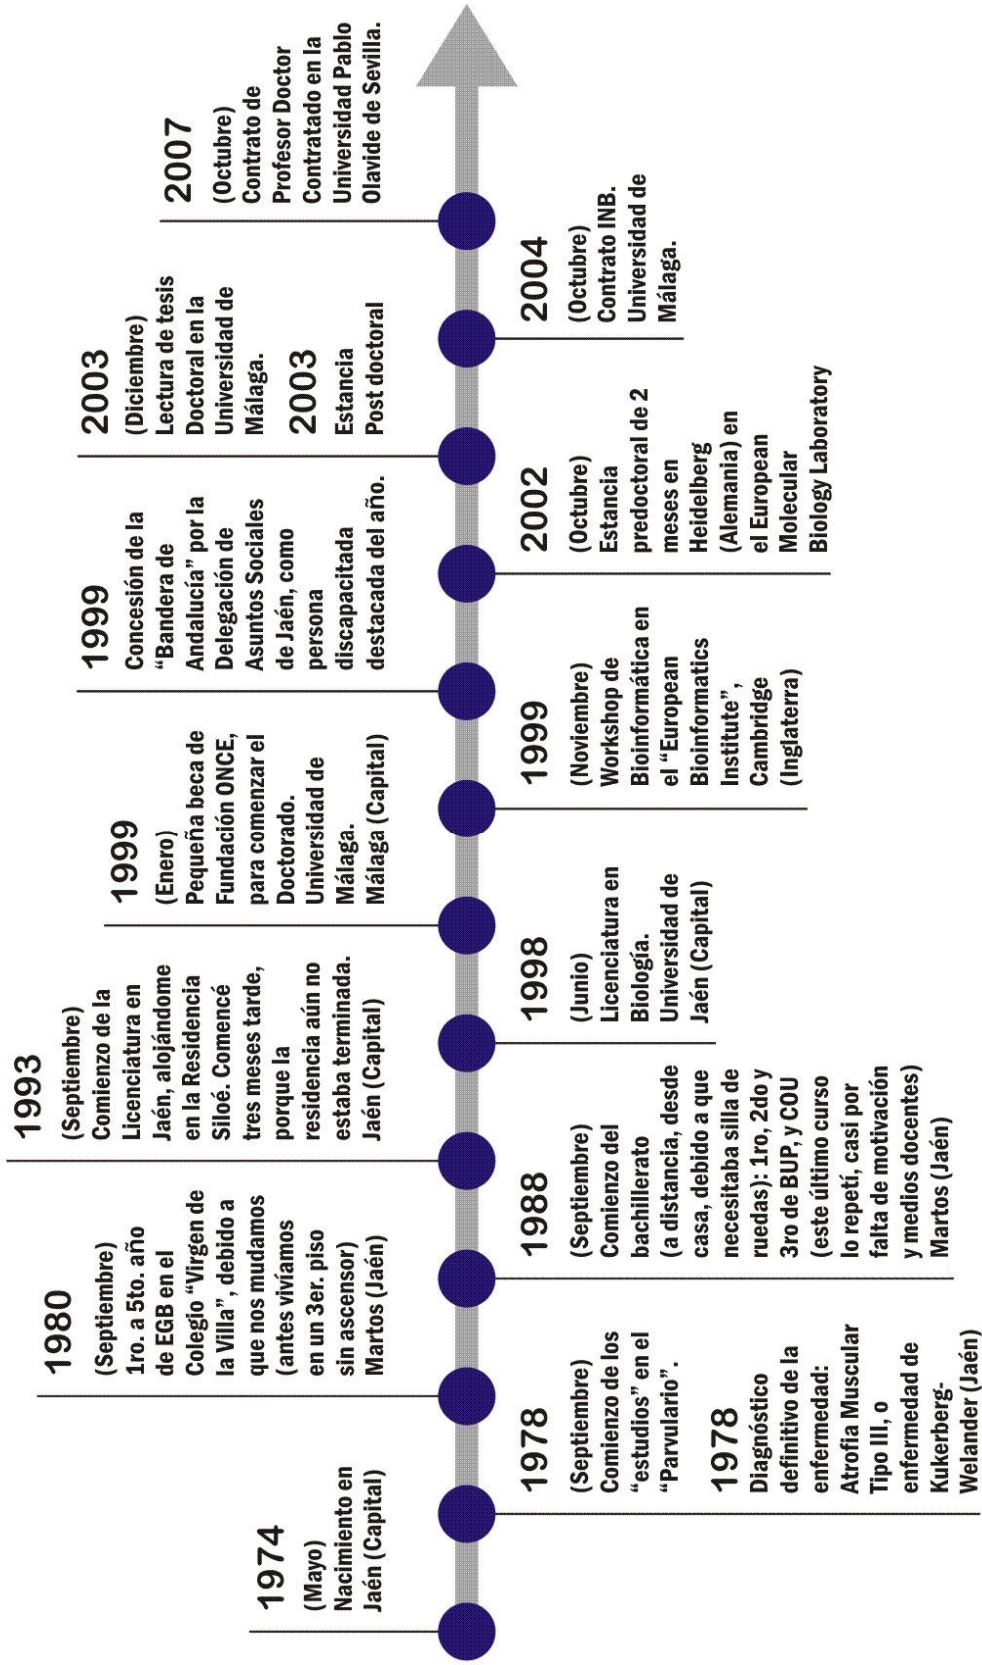 1974
(Mayo)
Nacimiento en
Jaén (Capital)
1978
(Septiembre)
Comienzo de los
“estudios” en el
“Parvulario”.
1978
Diagnóstico
definitivo de la
enfermedad:
Atrofia Muscular
Tipo III, o
enfermedad de
Kukerberg-
Welander (Jaén)
1980
(Septiembre)
1ro. a 5to. año
de EGB en el
Colegio “Virgen de
la Villa”, debido a
que nos mudamos
(antes vivíamos
en un 3er. piso
sin ascensor)
Martos (Jaén)
1988
(Septiembre)
Comienzo del
bachillerato
(a distancia, desde
casa, debido a que
necesitaba silla de
ruedas): 1ro, 2do y
3ro de BUP, y COU
(este último curso
lo repetí, casi por
falta de motivación
y medios docentes)
Martos (Jaén)
1993
(Septiembre)
Comienzo de la
Licenciatura en
Jaén, alojándome
en la Residencia
Siloé. Comencé
tres meses tarde,
porque la
residencia aún no
estaba terminada.
Jaén (Capital)
1998
(Junio)
Licenciatura en
Biología.
Universidad de
Jaén (Capital)
1999
(Enero)
Pequeña beca de
Fundación ONCE,
para comenzar el
Doctorado.
Universidad de
Málaga.
Málaga (Capital)
1999
(Noviembre)
Workshop de
Bioinformática en
el “European
Bioinformatics
Institute”,
Cambridge
(Inglaterra)
1999
Concesión de la
“Bandera de
Andalucía” por la
Delegación de
Asuntos Sociales
de Jaén, como
persona
discapacitada
destacada del año.
2002
(Octubre)
Estancia
predoctoral de 2
meses en
Heidelberg
(Alemania) en
el European
Molecular
Biology Laboratory
2003
(Diciembre)
Lectura de tesis
Doctoral en la
Universidad de
Málaga.
2003
Estancia
Post doctoral
2004
(Octubre)
Contrato INB.
Universidad de
Málaga.
2007
(Octubre)
Contrato de
Profesor Doctor
Contratado en la
Universidad Pablo
Olavide de Sevilla.